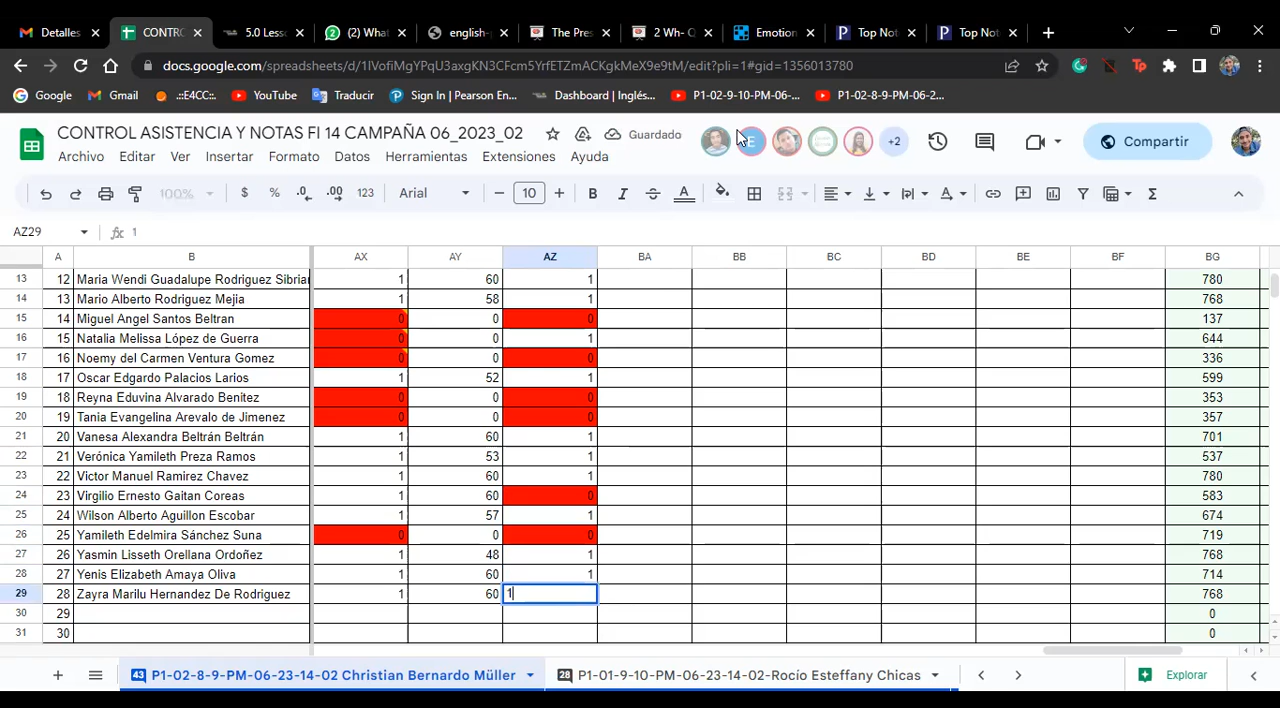 Detalles
CONTRO
5.0 Less
(2) What
english-
The Pres
2 Wh- C
Emotion
Top Not
Top Not
docs.google.com/spreadsheets/d/1IVofiMgYPqU3axgKN3CFcm5YrfETZmACKgkMeX9e9tM/edit?pli=1#gid=1356013780
Google
Gmail
.::E4CC::.
YouTube
Traducir
Sign In | Pearson En...
Dashboard | Inglés...
P1-02-9-10-PM-06-...
P1-02-8-9-PM-06-2...
CONTROL ASISTENCIA Y NOTAS FI 14 CAMPAÑA 06_2023_02
Guardado
E
+2
Compartir
Archivo Editar Ver Insertar Formato Datos Herramientas Extensiones Ayuda
100% $ % .0 .00 123 Arial 10 B I A
AZ29 fx 1
A B AX AY AZ BA BB BC BD BE BF BG
13 12 Maria Wendi Guadalupe Rodriguez Sibrian 1 60 1 780
14 13 Mario Alberto Rodriguez Mejia 1 58 1 768
15 14 Miguel Angel Santos Beltran 0 0 0 137
16 15 Natalia Melissa López de Guerra 0 0 1 644
17 16 Noemy del Carmen Ventura Gomez 0 0 0 336
18 17 Oscar Edgardo Palacios Larios 1 52 1 599
19 18 Reyna Eduvina Alvarado Benitez 0 0 0 353
20 19 Tania Evangelina Arevalo de Jimenez 0 0 0 357
21 20 Vanesa Alexandra Beltrán Beltrán 1 60 1 701
22 21 Verónica Yamileth Preza Ramos 1 53 1 537
23 22 Victor Manuel Ramirez Chavez 1 60 1 780
24 23 Virgilio Ernesto Gaitan Coreas 1 60 0 583
25 24 Wilson Alberto Aguillon Escobar 1 57 1 674
26 25 Yamileth Edelmira Sánchez Suna 0 0 0 719
27 26 Yasmin Lisseth Orellana Ordoñez 1 48 1 768
28 27 Yenis Elizabeth Amaya Oliva 1 60 1 714
29 28 Zayra Marilu Hernandez De Rodriguez 1 60 1 768
30 29 0
31 30 0
43 P1-02-8-9-PM-06-23-14-02 Christian Bernardo Müller
28 P1-01-9-10-PM-06-23-14-02-Rocío Esteffany Chicas
Explorar